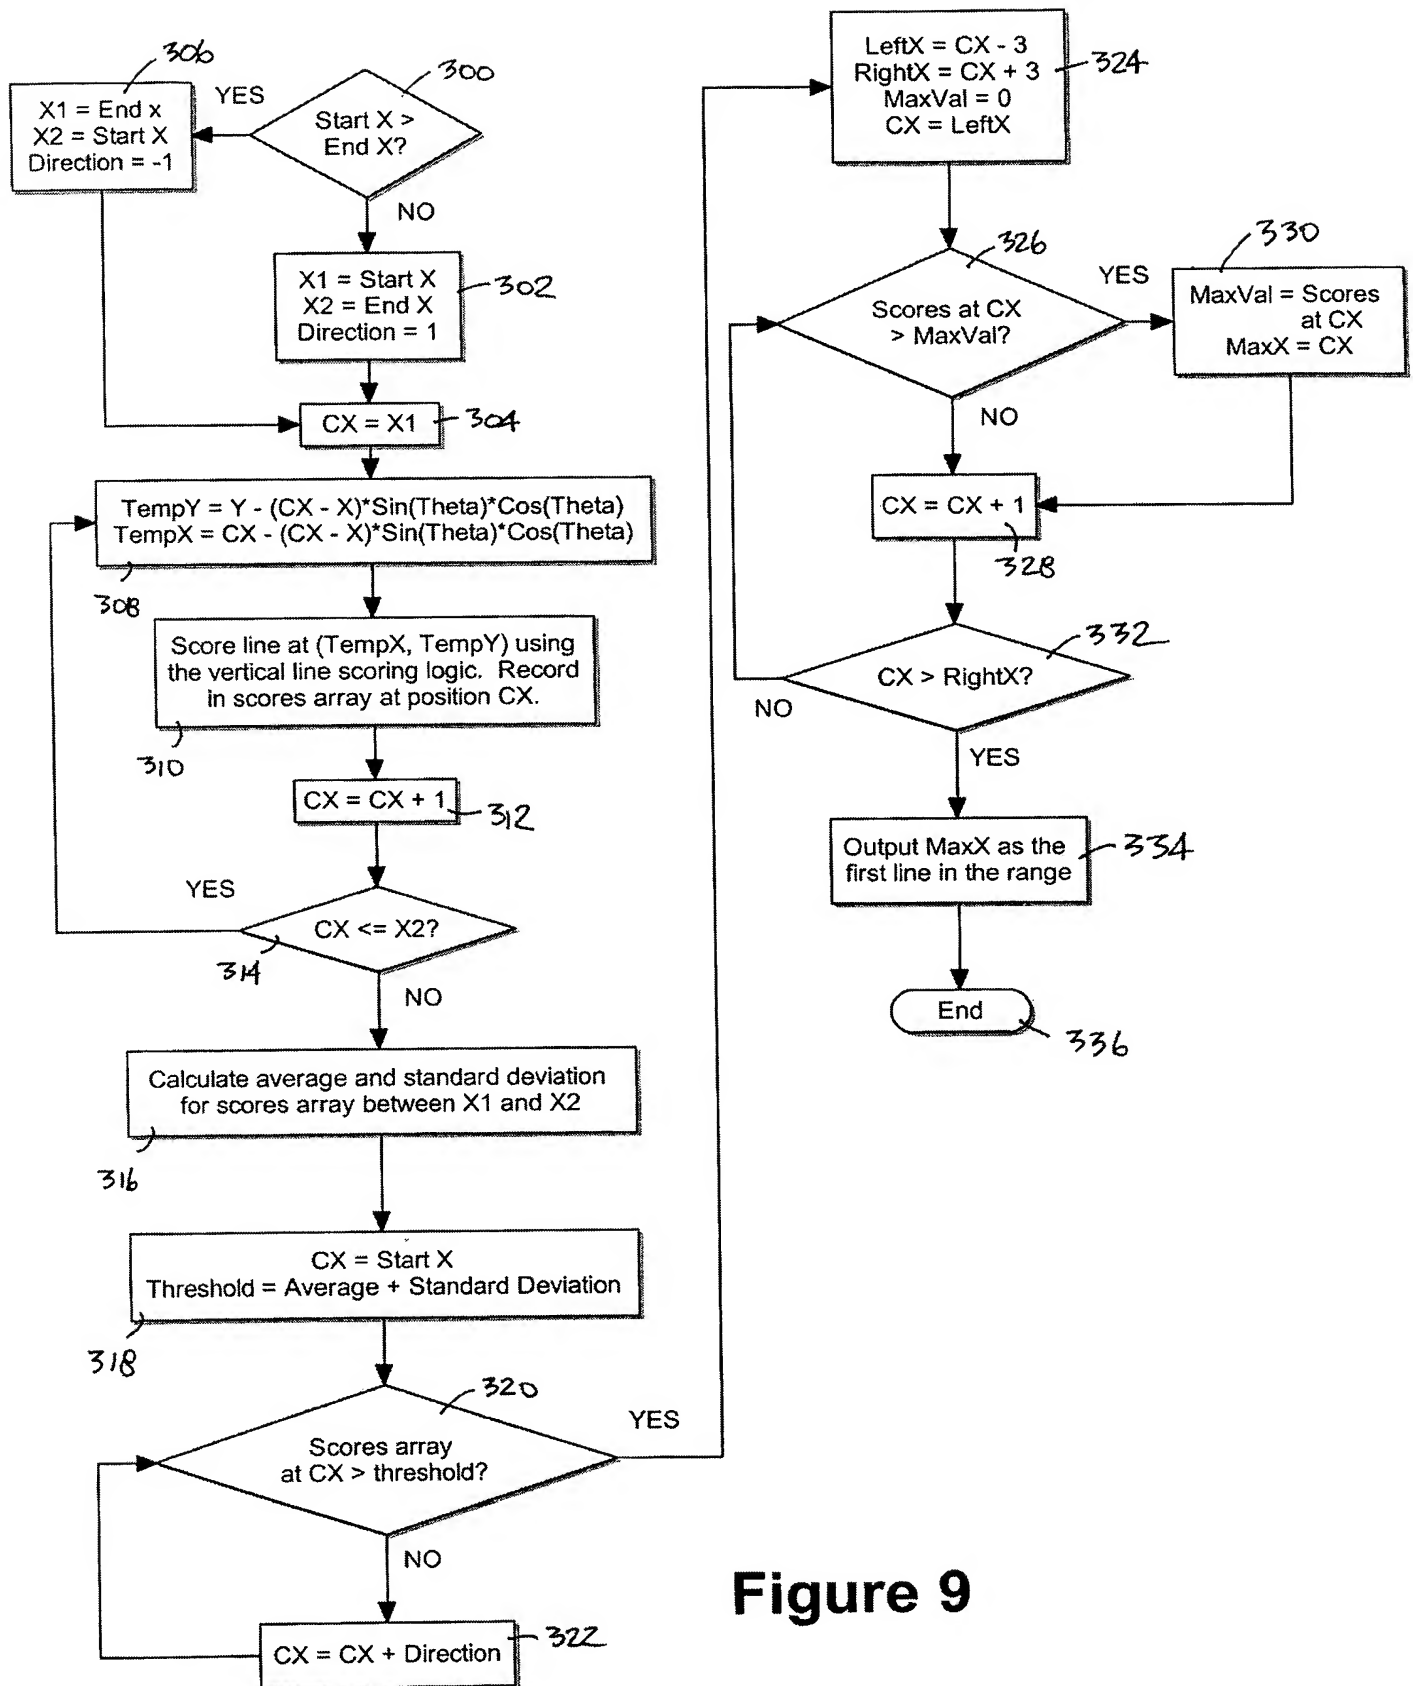 306
X1 = End x
X2 = Start X
Direction = -1
YES
300
Start X >
End X?
NO
X1 = Start X
X2 = End X
Direction = 1
302
CX = X1
304
TempY = Y - (CX - X)*Sin(Theta)*Cos(Theta)
TempX = CX - (CX - X)*Sin(Theta)*Cos(Theta)
308
Score line at (TempX, TempY) using
the vertical line scoring logic. Record
in scores array at position CX.
310
CX = CX + 1
312
YES
CX <= X2?
314
NO
Calculate average and standard deviation
for scores array between X1 and X2
316
CX = Start X
Threshold = Average + Standard Deviation
318
320
YES
Scores array
at CX > threshold?
NO
CX = CX + Direction
322
LeftX = CX - 3
RightX = CX + 3
MaxVal = 0
CX = LeftX
324
326
Scores at CX
> MaxVal?
YES
330
MaxVal = Scores
at CX
MaxX = CX
NO
CX = CX + 1
328
332
CX > RightX?
NO
YES
Output MaxX as the
first line in the range
334
End
336
Figure 9